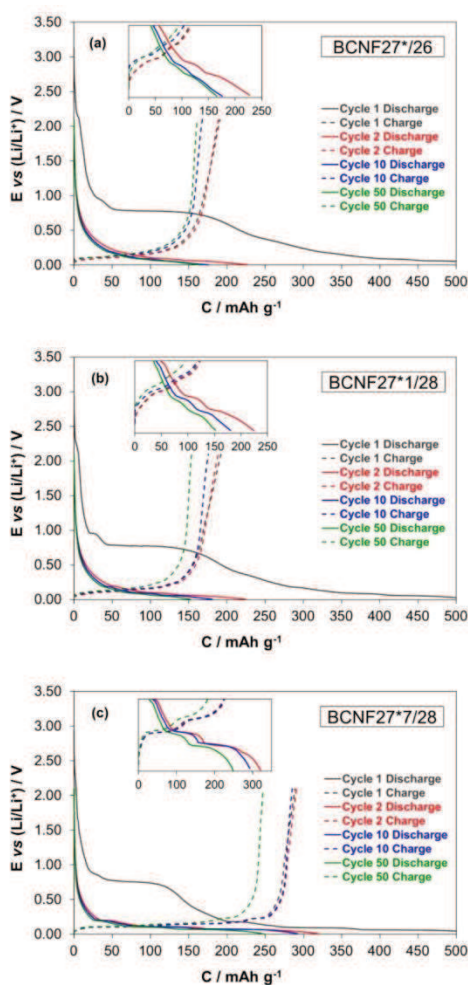 (a)
BCNF27*/26
3.50
3.00
2.50
2.00
1.50
1.00
0.50
0.00
E vs (Li/Li⁺) / V
0 50 100 150 200 250
Cycle 1 Discharge
Cycle 1 Charge
Cycle 2 Discharge
Cycle 2 Charge
Cycle 10 Discharge
Cycle 10 Charge
Cycle 50 Discharge
Cycle 50 Charge
0 50 100 150 200 250 300 350 400 450 500
C / mAh g⁻¹
(b)
BCNF27*1/28
3.50
3.00
2.50
2.00
1.50
1.00
0.50
0.00
E vs (Li/Li⁺) / V
0 50 100 150 200 250
Cycle 1 Discharge
Cycle 1 Charge
Cycle 2 Discharge
Cycle 2 Charge
Cycle 10 Discharge
Cycle 10 Charge
Cycle 50 Discharge
Cycle 50 Charge
0 50 100 150 200 250 300 350 400 450 500
C / mAh g⁻¹
(c)
BCNF27*7/28
3.50
3.00
2.50
2.00
1.50
1.00
0.50
0.00
E vs (Li/Li⁺) / V
0 100 200 300
Cycle 1 Discharge
Cycle 1 Charge
Cycle 2 Discharge
Cycle 2 Charge
Cycle 10 Discharge
Cycle 10 Charge
Cycle 50 Discharge
Cycle 50 Charge
0 50 100 150 200 250 300 350 400 450 500
C / mAh g⁻¹